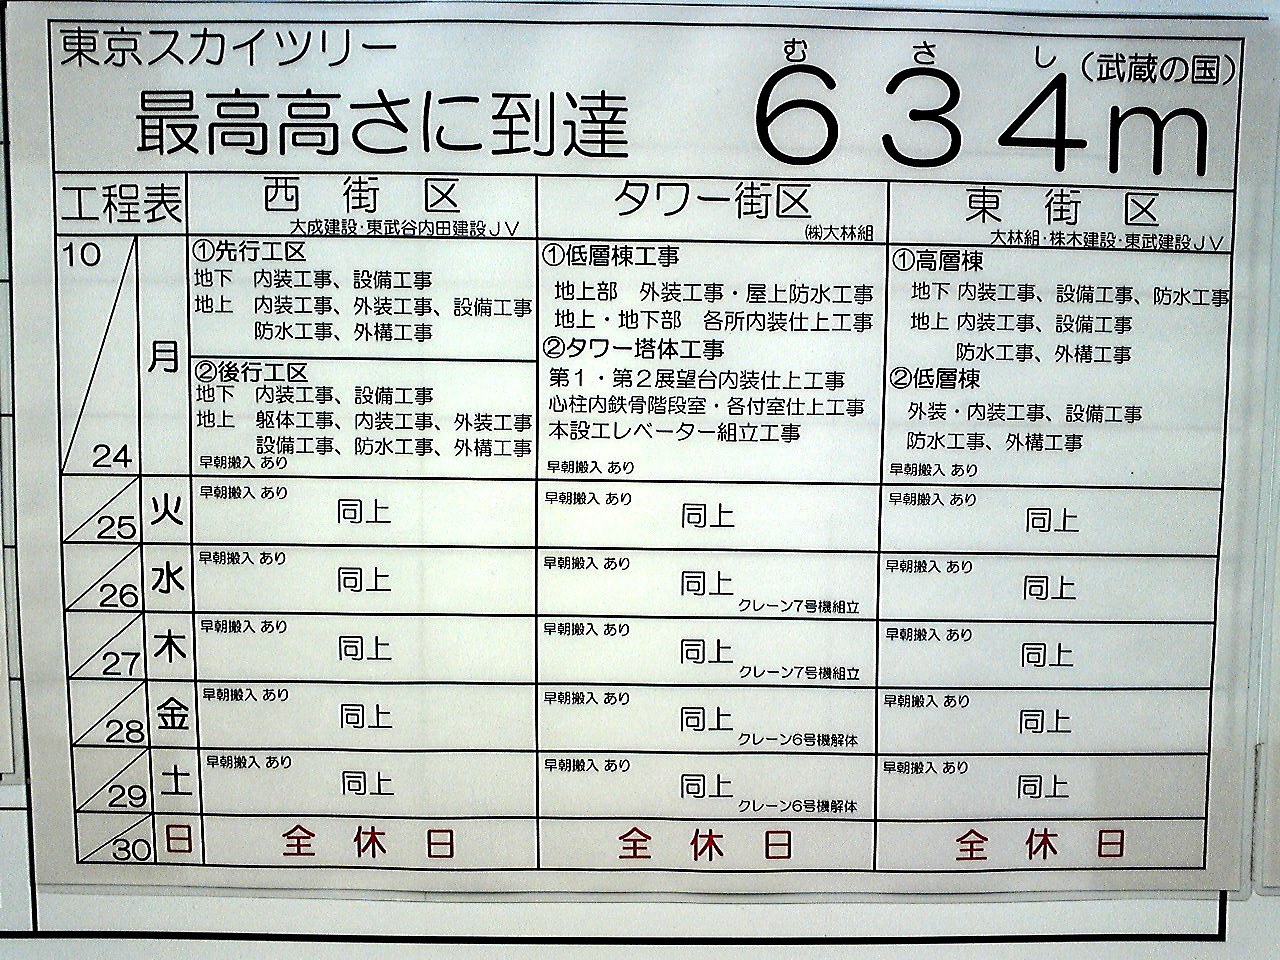 東京スカイツリー
最高高さに到達
む さ し
634m
(武蔵の国)
工程表
西街区
大成建設・東武谷内田建設JV
タワー街区
㈱大林組
東街区
大林組・株木建設・東武建設JV
10/24
月
①先行工区
地下 内装工事、設備工事
地上 内装工事、外装工事、設備工事
防水工事、外構工事
②後行工区
地下 内装工事、設備工事
地上 躯体工事、内装工事、外装工事
設備工事、防水工事、外構工事
早朝搬入 あり
①低層棟工事
地上部 外装工事・屋上防水工事
地上・地下部 各所内装仕上工事
②タワー塔体工事
第1・第2展望台内装仕上工事
心柱内鉄骨階段室・各付室仕上工事
本設エレベーター組立工事
早朝搬入 あり
①高層棟
地下 内装工事、設備工事、防水工事
地上 内装工事、設備工事
防水工事、外構工事
②低層棟
外装・内装工事、設備工事
防水工事、外構工事
早朝搬入 あり
25
火
早朝搬入 あり
同上
早朝搬入 あり
同上
早朝搬入 あり
同上
26
水
早朝搬入 あり
同上
早朝搬入 あり
同上
クレーン7号機組立
早朝搬入 あり
同上
27
木
早朝搬入 あり
同上
早朝搬入 あり
同上
クレーン7号機組立
早朝搬入 あり
同上
28
金
早朝搬入 あり
同上
早朝搬入 あり
同上
クレーン6号機解体
早朝搬入 あり
同上
29
土
早朝搬入 あり
同上
早朝搬入 あり
同上
クレーン6号機解体
早朝搬入 あり
同上
30
日
全休日
全休日
全休日